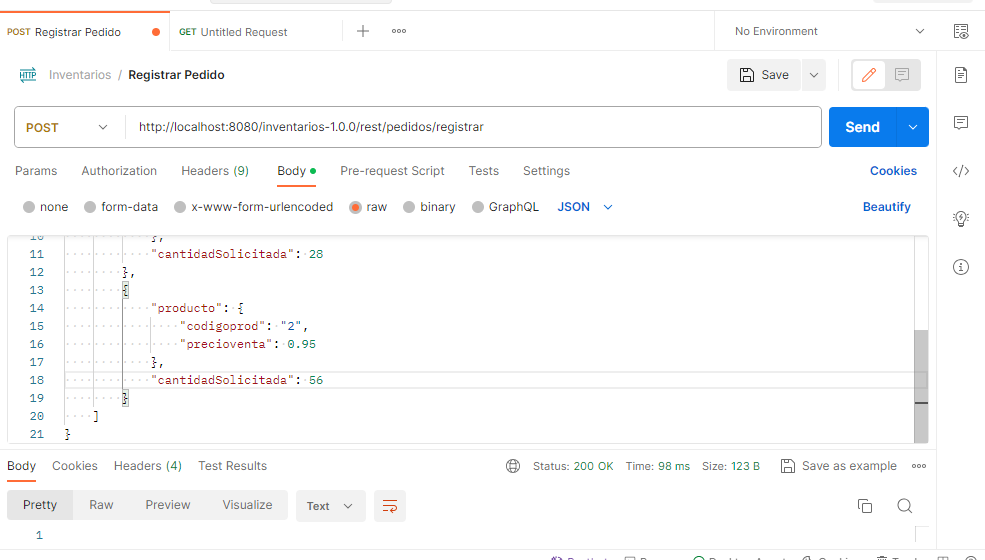 POST Registrar Pedido
GET Untitled Request
No Environment
HTTP Inventarios / Registrar Pedido
Save
POST
http://localhost:8080/inventarios-1.0.0/rest/pedidos/registrar
Send
Params Authorization Headers (9) Body Pre-request Script Tests Settings Cookies
none form-data x-www-form-urlencoded raw binary GraphQL JSON Beautify
10 },
11 "cantidadSolicitada": 28
12 },
13 {
14 "producto": {
15 "codigoprod": "2",
16 "precioventa": 0.95
17 },
18 "cantidadSolicitada": 56
19 }
20 ]
21 }
Body Cookies Headers (4) Test Results Status: 200 OK Time: 98 ms Size: 123 B Save as example
Pretty Raw Preview Visualize Text
1